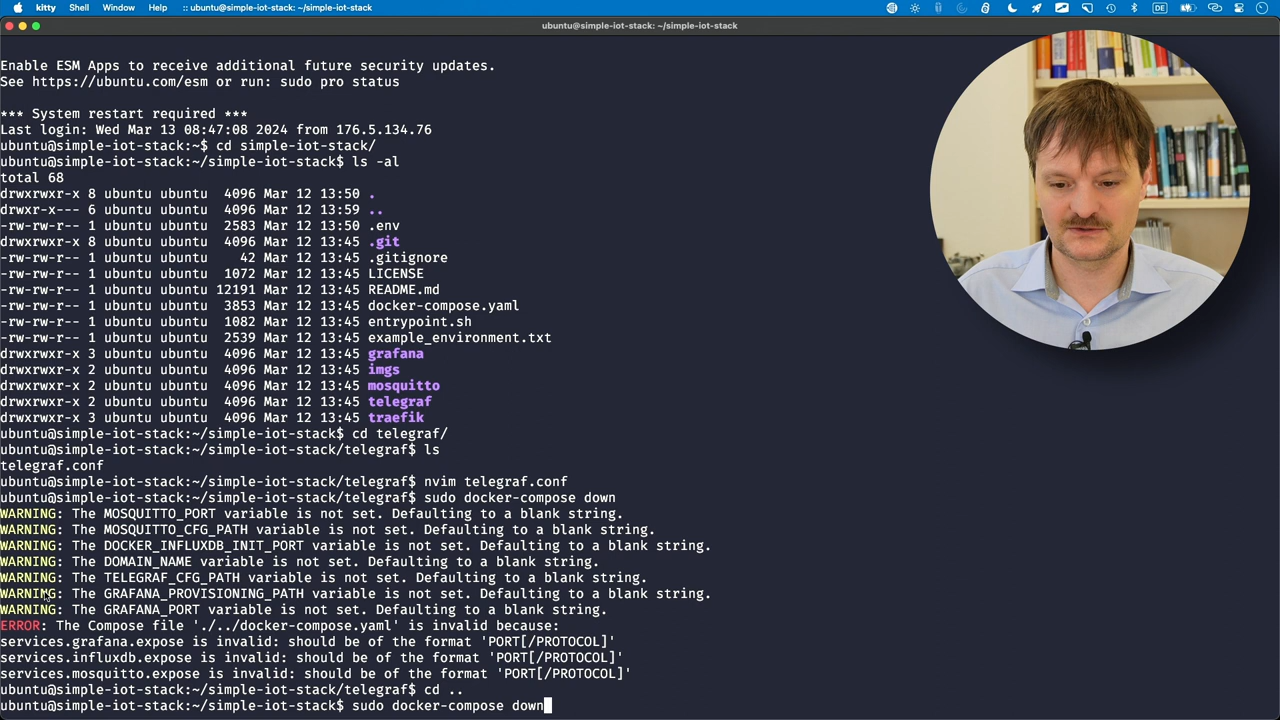 kitty Shell Window Help :: ubuntu@simple-iot-stack: ~/simple-iot-stack DE
ubuntu@simple-iot-stack: ~/simple-iot-stack
Enable ESM Apps to receive additional future security updates.
See https://ubuntu.com/esm or run: sudo pro status
*** System restart required ***
Last login: Wed Mar 13 08:47:08 2024 from 176.5.134.76
ubuntu@simple-iot-stack:~$ cd simple-iot-stack/
ubuntu@simple-iot-stack:~/simple-iot-stack$ ls -al
total 68
drwxrwxr-x 8 ubuntu ubuntu  4096 Mar 12 13:50 .
drwxr-x--- 6 ubuntu ubuntu  4096 Mar 12 13:59 ..
-rw-rw-r-- 1 ubuntu ubuntu  2583 Mar 12 13:50 .env
drwxrwxr-x 8 ubuntu ubuntu  4096 Mar 12 13:45 .git
-rw-rw-r-- 1 ubuntu ubuntu    42 Mar 12 13:45 .gitignore
-rw-rw-r-- 1 ubuntu ubuntu  1072 Mar 12 13:45 LICENSE
-rw-rw-r-- 1 ubuntu ubuntu 12191 Mar 12 13:45 README.md
-rw-rw-r-- 1 ubuntu ubuntu  3853 Mar 12 13:45 docker-compose.yaml
-rw-rw-r-- 1 ubuntu ubuntu  1082 Mar 12 13:45 entrypoint.sh
-rw-rw-r-- 1 ubuntu ubuntu  2539 Mar 12 13:45 example_environment.txt
drwxrwxr-x 3 ubuntu ubuntu  4096 Mar 12 13:45 grafana
drwxrwxr-x 2 ubuntu ubuntu  4096 Mar 12 13:45 imgs
drwxrwxr-x 2 ubuntu ubuntu  4096 Mar 12 13:45 mosquitto
drwxrwxr-x 2 ubuntu ubuntu  4096 Mar 12 13:45 telegraf
drwxrwxr-x 3 ubuntu ubuntu  4096 Mar 12 13:45 traefik
ubuntu@simple-iot-stack:~/simple-iot-stack$ cd telegraf/
ubuntu@simple-iot-stack:~/simple-iot-stack/telegraf$ ls
telegraf.conf
ubuntu@simple-iot-stack:~/simple-iot-stack/telegraf$ nvim telegraf.conf
ubuntu@simple-iot-stack:~/simple-iot-stack/telegraf$ sudo docker-compose down
WARNING: The MOSQUITTO_PORT variable is not set. Defaulting to a blank string.
WARNING: The MOSQUITTO_CFG_PATH variable is not set. Defaulting to a blank string.
WARNING: The DOCKER_INFLUXDB_INIT_PORT variable is not set. Defaulting to a blank string.
WARNING: The DOMAIN_NAME variable is not set. Defaulting to a blank string.
WARNING: The TELEGRAF_CFG_PATH variable is not set. Defaulting to a blank string.
WARNING: The GRAFANA_PROVISIONING_PATH variable is not set. Defaulting to a blank string.
WARNING: The GRAFANA_PORT variable is not set. Defaulting to a blank string.
ERROR: The Compose file './../docker-compose.yaml' is invalid because:
services.grafana.expose is invalid: should be of the format 'PORT[/PROTOCOL]'
services.influxdb.expose is invalid: should be of the format 'PORT[/PROTOCOL]'
services.mosquitto.expose is invalid: should be of the format 'PORT[/PROTOCOL]'
ubuntu@simple-iot-stack:~/simple-iot-stack/telegraf$ cd ..
ubuntu@simple-iot-stack:~/simple-iot-stack$ sudo docker-compose down